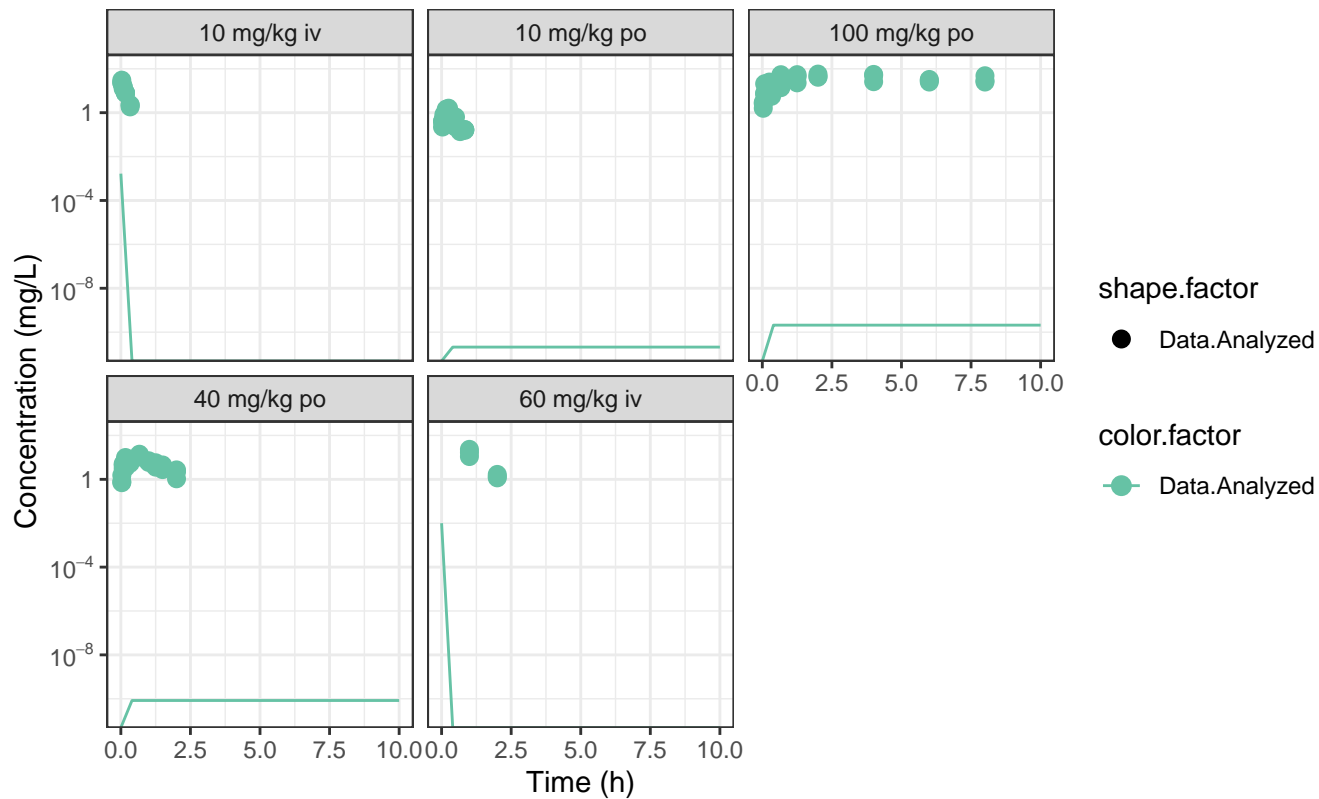 10 mg/kg iv
10 mg/kg po
100 mg/kg po
1
10⁻⁴
10⁻⁸
0.0 2.5 5.0 7.5 10.0
40 mg/kg po
60 mg/kg iv
1
10⁻⁴
10⁻⁸
0.0 2.5 5.0 7.5 10.0
0.0 2.5 5.0 7.5 10.0
Time (h)
Concentration (mg/L)
shape.factor
Data.Analyzed
color.factor
Data.Analyzed